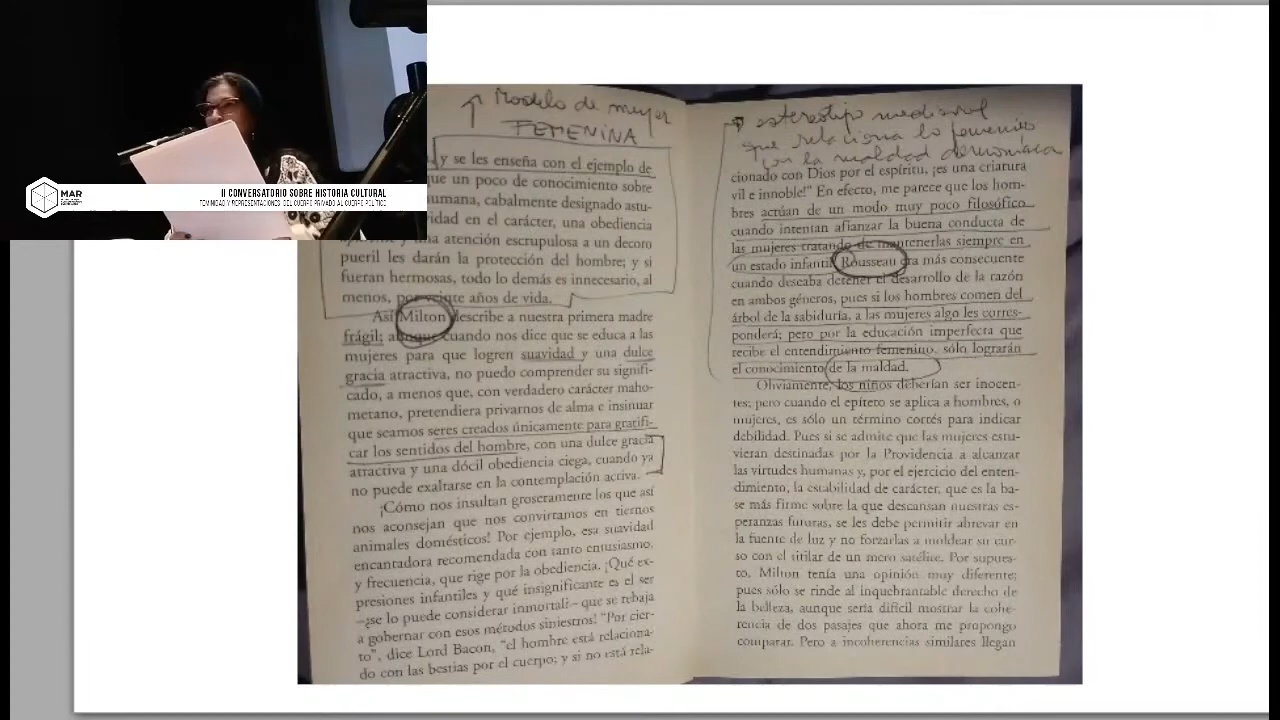 MAR
II CONVERSATORIO SOBRE HISTORIA CULTURAL
FEMINIDAD Y REPRESENTACIONES. DEL CUERPO PRIVADO AL CUERPO POLÍTICO
Modelo de mujer
FEMENINA
y se les enseña con el ejemplo de
que un poco de conocimiento sobre
umana, cabalmente designado astu-
ridad en el carácter, una obediencia
una atención escrupulosa a un decoro
pueril les darán la protección del hombre; y si
fueran hermosas, todo lo demás es innecesario, al
menos, por veinte años de vida.
Así Milton describe a nuestra primera madre
frágil; aunque cuando nos dice que se educa a las
mujeres para que logren suavidad y una dulce
gracia atractiva, no puedo comprender su signifi-
cado, a menos que, con verdadero carácter maho-
metano, pretendiera privarnos de alma e insinuar
que seamos seres creados únicamente para gratifi-
car los sentidos del hombre, con una dulce gracia
atractiva y una dócil obediencia ciega, cuando ya
no puede exaltarse en la contemplación activa.
¡Cómo nos insultan groseramente los que así
nos aconsejan que nos convirtamos en tiernos
animales domésticos! Por ejemplo, esa suavidad
encantadora recomendada con tanto entusiasmo,
y frecuencia, que rige por la obediencia. ¡Qué ex-
presiones infantiles y qué insignificante es el ser
–¿se lo puede considerar inmortal?– que se rebaja
a gobernar con esos métodos siniestros! "Por cier-
to", dice Lord Bacon, "el hombre está relaciona-
do con las bestias por el cuerpo; y si no está rela-
estereotipo medieval
que relaciona lo femenino
con la maldad demoníaca
cionado con Dios por el espíritu, ¡es una criatura
vil e innoble!" En efecto, me parece que los hom-
bres actúan de un modo muy poco filosófico
cuando intentan afianzar la buena conducta de
las mujeres tratando de mantenerlas siempre en
un estado infantil. Rousseau era más consecuente
cuando deseaba detener el desarrollo de la razón
en ambos géneros, pues si los hombres comen del
árbol de la sabiduría, a las mujeres algo les corres-
ponderá; pero por la educación imperfecta que
recibe el entendimiento femenino, sólo lograrán
el conocimiento de la maldad.
Obviamente, los niños deberían ser inocen-
tes; pero cuando el epíteto se aplica a hombres, o
mujeres, es sólo un término cortés para indicar
debilidad. Pues si se admite que las mujeres estu-
vieran destinadas por la Providencia a alcanzar
las virtudes humanas y, por el ejercicio del enten-
dimiento, la estabilidad de carácter, que es la ba-
se más firme sobre la que descansan nuestras es-
peranzas futuras, se les debe permitir abrevar en
la fuente de luz y no forzarlas a moldear su cur-
so con el titilar de un mero satélite. Por supues-
to, Milton tenía una opinión muy diferente;
pues sólo se rinde al inquebrantable derecho de
la belleza, aunque sería difícil mostrar la cohe-
rencia de dos pasajes que ahora me propongo
comparar. Pero a incoherencias similares llegan